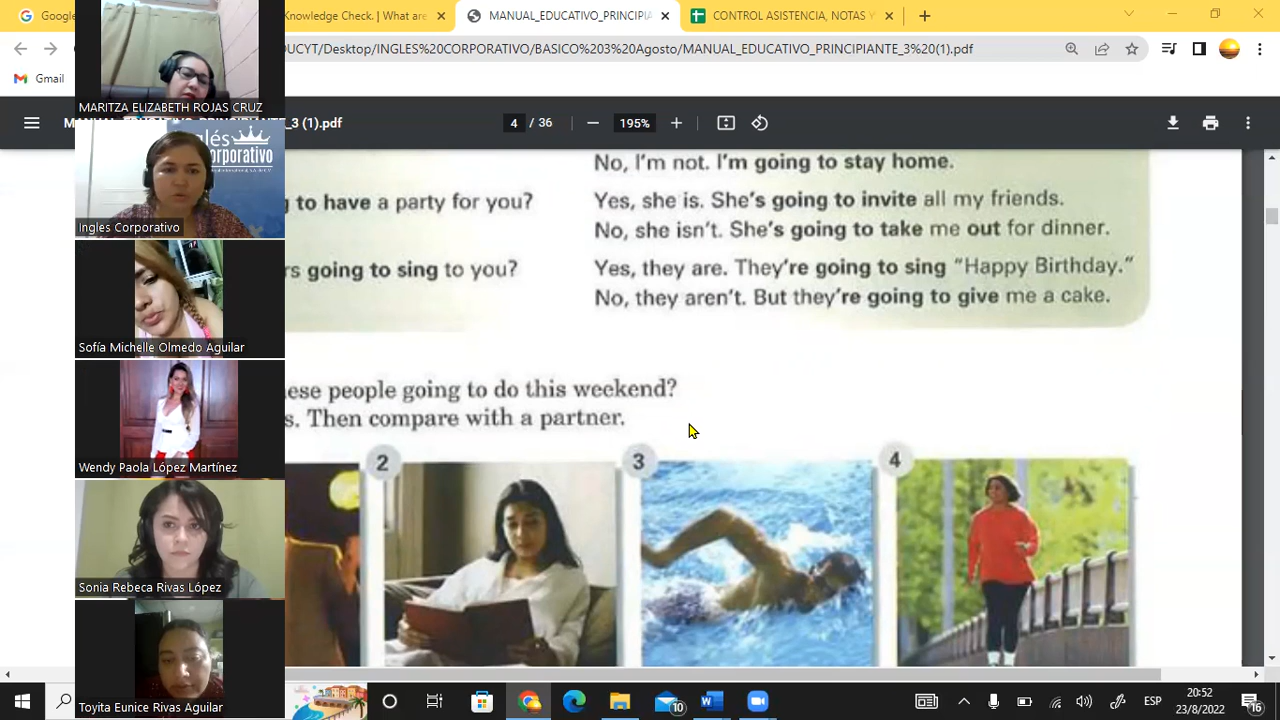 Knowledge Check. | What are
MANUAL_EDUCATIVO_PRINCIPIA
CONTROL ASISTENCIA, NOTAS Y
UCYT/Desktop/INGLES%20CORPORATIVO/BASICO%203%20Agosto/MANUAL_EDUCATIVO_PRINCIPIANTE_3%20(1).pdf
Gmail
_3 (1).pdf
4 / 36
195%
MARITZA ELIZABETH ROJAS CRUZ
Ingles Corporativo
Sofía Michelle Olmedo Aguilar
Wendy Paola López Martínez
Sonia Rebeca Rivas López
Toyita Eunice Rivas Aguilar
No, I'm not. I'm going to stay home.
g to have a party for you?
Yes, she is. She's going to invite all my friends.
No, she isn't. She's going to take me out for dinner.
rs going to sing to you?
Yes, they are. They're going to sing “Happy Birthday.”
No, they aren't. But they're going to give me a cake.
ese people going to do this weekend?
s. Then compare with a partner.
2
3
4
10
ESP
20:52
23/8/2022
16